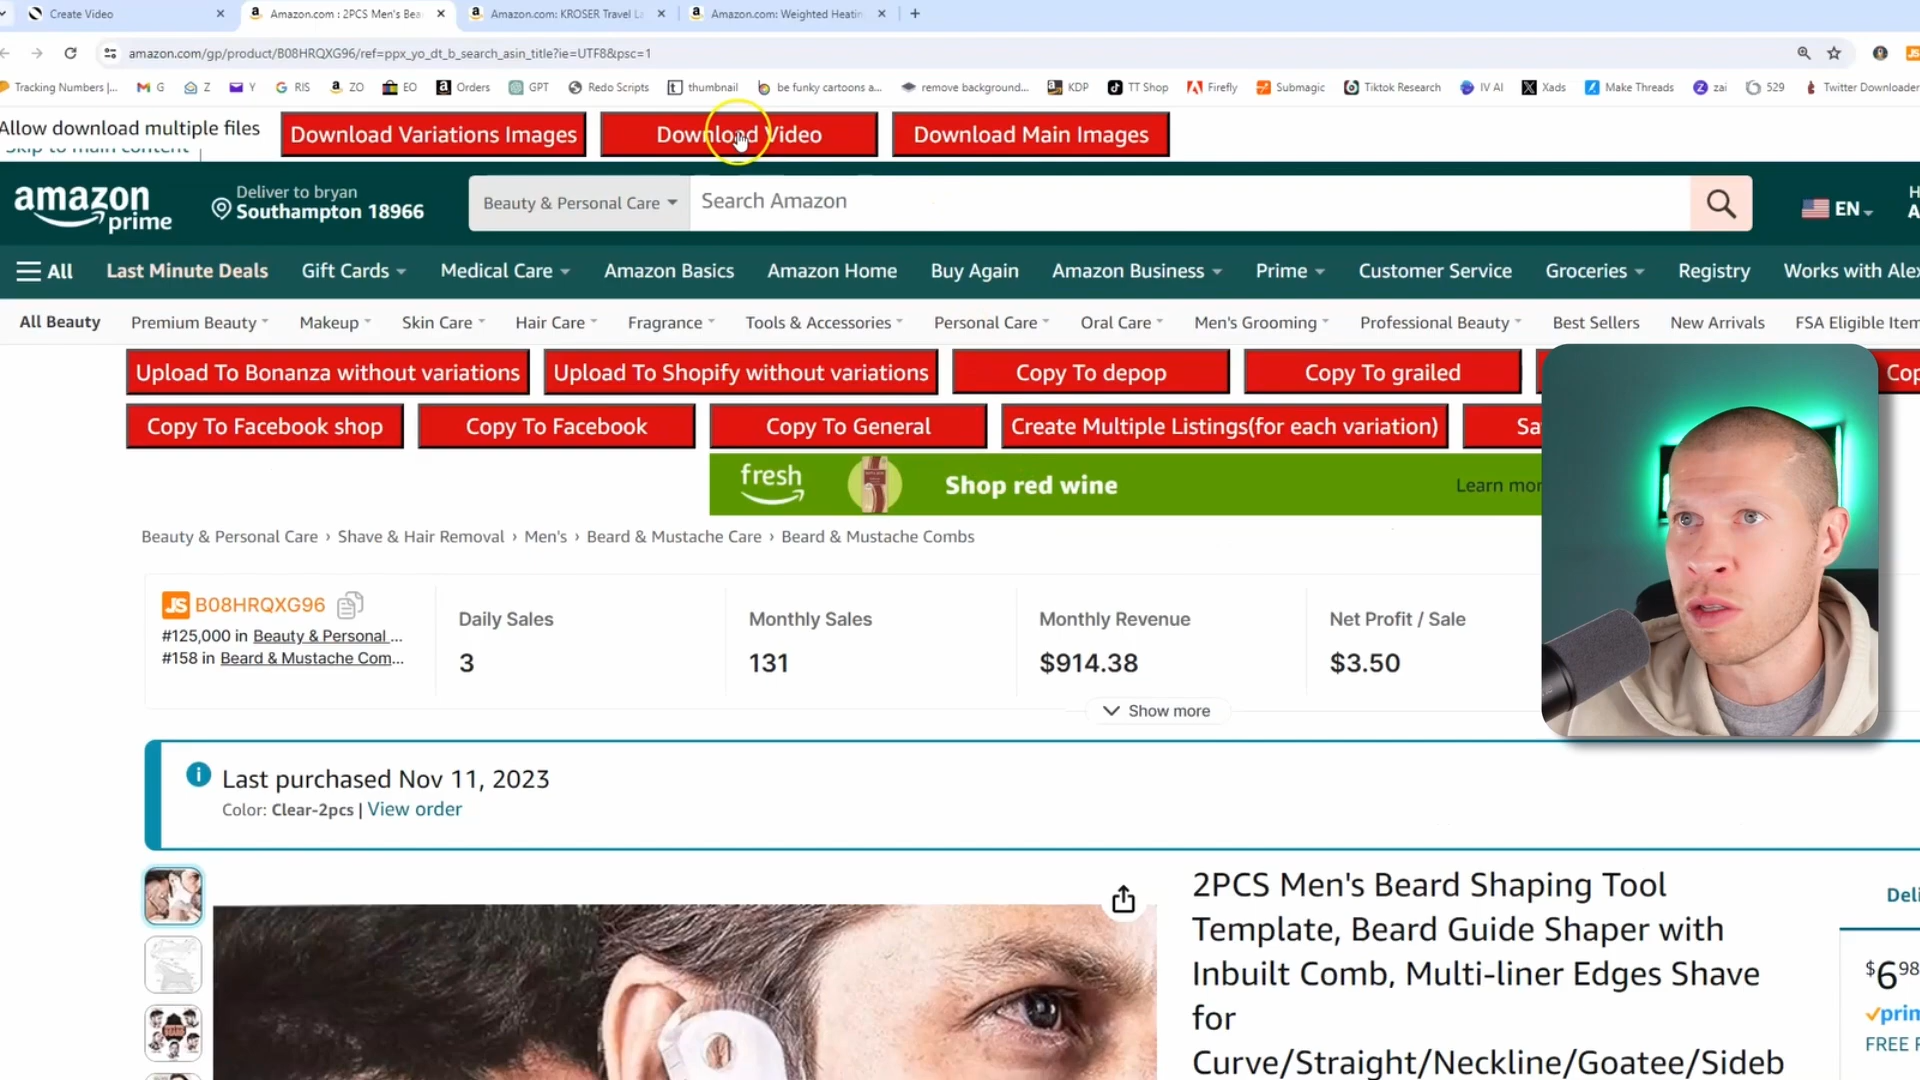 Create Video
Amazon.com : 2PCS Men's Bea
Amazon.com: KROSER Travel La
Amazon.com: Weighted Heatin
amazon.com/gp/product/B08HRQXG96/ref=ppx_yo_dt_b_search_asin_title?ie=UTF8&psc=1
Tracking Numbers |... G Z Y RIS ZO EO Orders GPT Redo Scripts thumbnail be funky cartoons a... remove background... KDP TT Shop Firefly Submagic Tiktok Research IV AI Xads Make Threads zai 529 Twitter Downloader
Allow download multiple files
Download Variations Images
Download Video
Download Main Images
Skip to main content
amazon prime
Deliver to bryan
Southampton 18966
Beauty & Personal Care
Search Amazon
EN
All Last Minute Deals Gift Cards Medical Care Amazon Basics Amazon Home Buy Again Amazon Business Prime Customer Service Groceries Registry Works with Alex
All Beauty Premium Beauty Makeup Skin Care Hair Care Fragrance Tools & Accessories Personal Care Oral Care Men's Grooming Professional Beauty Best Sellers New Arrivals FSA Eligible Item
Upload To Bonanza without variations
Upload To Shopify without variations
Copy To depop
Copy To grailed
Cop
Copy To Facebook shop
Copy To Facebook
Copy To General
Create Multiple Listings(for each variation)
Sa
fresh
Shop red wine
Learn mor
Beauty & Personal Care › Shave & Hair Removal › Men's › Beard & Mustache Care › Beard & Mustache Combs
JS B08HRQXG96
#125,000 in Beauty & Personal ...
#158 in Beard & Mustache Com...
Daily Sales
3
Monthly Sales
131
Monthly Revenue
$914.38
Net Profit / Sale
$3.50
Show more
Last purchased Nov 11, 2023
Color: Clear-2pcs | View order
2PCS Men's Beard Shaping Tool
Template, Beard Guide Shaper with
Inbuilt Comb, Multi-liner Edges Shave
for
Curve/Straight/Neckline/Goatee/Sideb
Deli
$6.98
prim
FREE R